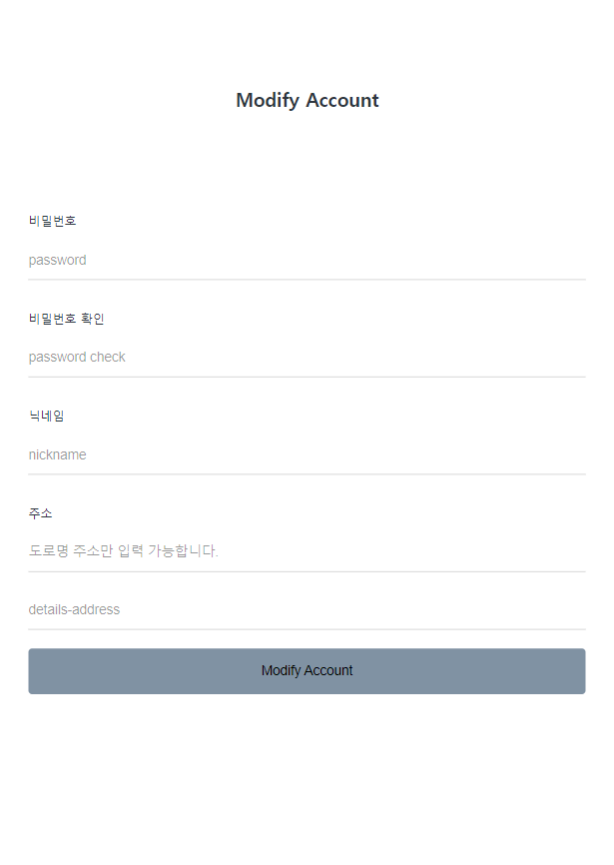 Modify Account
비밀번호
password
비밀번호 확인
password check
닉네임
nickname
주소
도로명 주소만 입력 가능합니다.
details-address
Modify Account